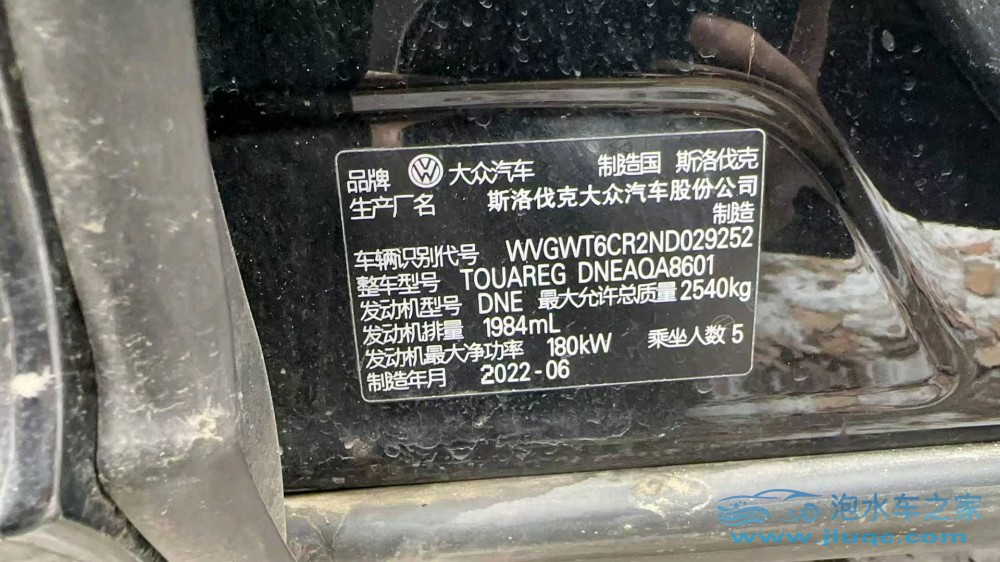 品牌 大众汽车 制造国 斯洛伐克
生产厂名 斯洛伐克大众汽车股份公司
制造
车辆识别代号 WVGWT6CR2ND029252
整车型号 TOUAREG DNEAQA8601
发动机型号 DNE 最大允许总质量 2540kg
发动机排量 1984mL
发动机最大净功率 180kW 乘坐人数 5
制造年月 2022-06
泡水车之家
www.jtuqc.com